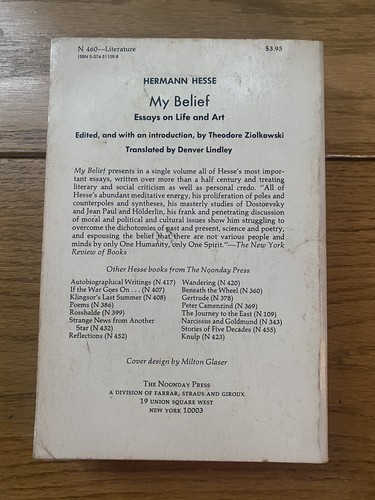 N 460—Literature $3.95
ISBN 0-374-51109-8
HERMANN HESSE
My Belief
Essays on Life and Art
Edited, and with an introduction, by Theodore Ziolkowski
Translated by Denver Lindley
My Belief presents in a single volume all of Hesse's most impor-
tant essays, written over more than a half century and treating
literary and social criticism as well as personal credo. "All of
Hesse's abundant meditative energy, his proliferation of poles and
counterpoles and syntheses, his masterly studies of Dostoevsky
and Jean Paul and Hölderlin, his frank and penetrating discussion
of moral and political and cultural issues show him struggling to
overcome the dichotomies of past and present, science and poetry,
and espousing the belief that there are not various people and
minds by only One Humanity, only One Spirit."—The New York
Review of Books
Other Hesse books from The Noonday Press
Autobiographical Writings (N 417)
If the War Goes On . . . (N 407)
Klingsor's Last Summer (N 408)
Poems (N 386)
Rosshalde (N 399)
Strange News from Another
Star (N 432)
Reflections (N 452)
Wandering (N 420)
Beneath the Wheel (N 360)
Gertrude (N 378)
Peter Camenzind (N 369)
The Journey to the East (N 109)
Narcissus and Goldmund (N 343)
Stories of Five Decades (N 455)
Knulp (N 423)
Cover design by Milton Glaser
THE NOONDAY PRESS
A DIVISION OF FARRAR, STRAUS AND GIROUX
19 UNION SQUARE WEST
NEW YORK 10003